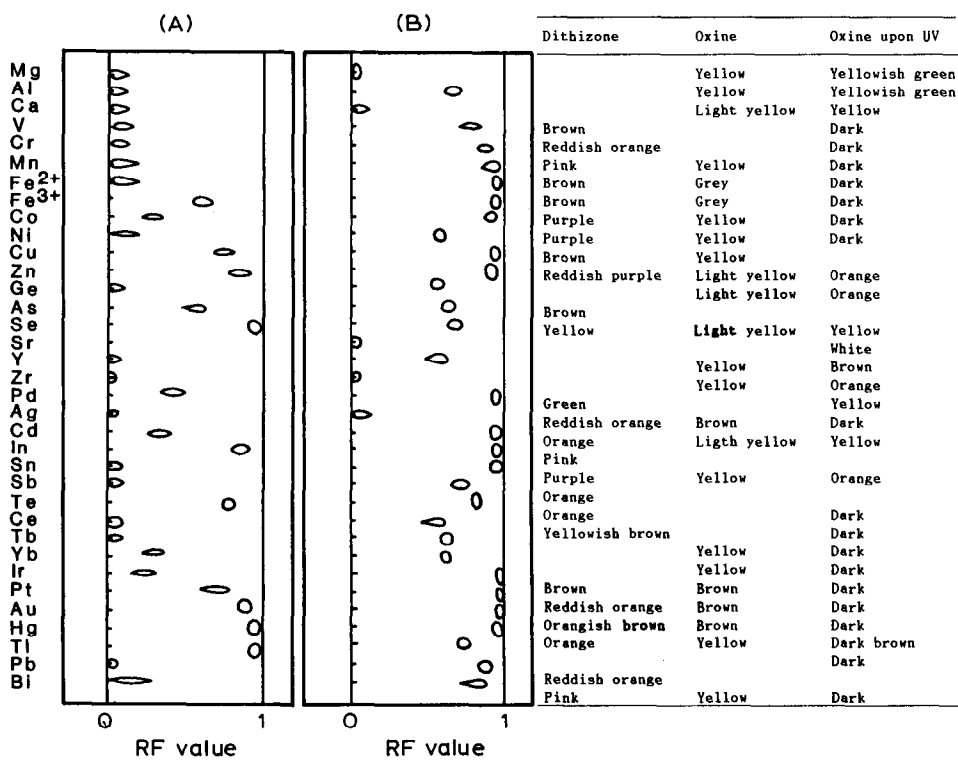 (A) (B)
Dithizone Oxine Oxine upon UV
Mg Yellow Yellowish green
Al Yellow Yellowish green
Ca Light yellow Yellow
V Brown Dark
Cr Reddish orange Dark
Mn Pink Yellow Dark
Fe2+ Brown Grey Dark
Fe3+ Brown Grey Dark
Co Purple Yellow Dark
Ni Purple Yellow Dark
Cu Brown Yellow
Zn Reddish purple Light yellow Orange
Ge Light yellow Orange
As Brown
Se Yellow Light yellow Yellow
Sr White
Y Yellow Brown
Zr Yellow Orange
Pd Green Yellow
Ag Reddish orange Brown Dark
Cd Orange Ligth yellow Yellow
In Pink
Sn Purple Yellow Orange
Sb Orange
Te Orange Dark
Ce Yellowish brown Dark
Tb Yellow Dark
Yb Yellow Dark
Ir Brown Brown Dark
Pt Reddish orange Brown Dark
Au Orangish brown Brown Dark
Hg Orange Yellow Dark brown
Tl Dark
Pb Reddish orange
Bi Pink Yellow Dark
0 1 0 1
RF value RF value